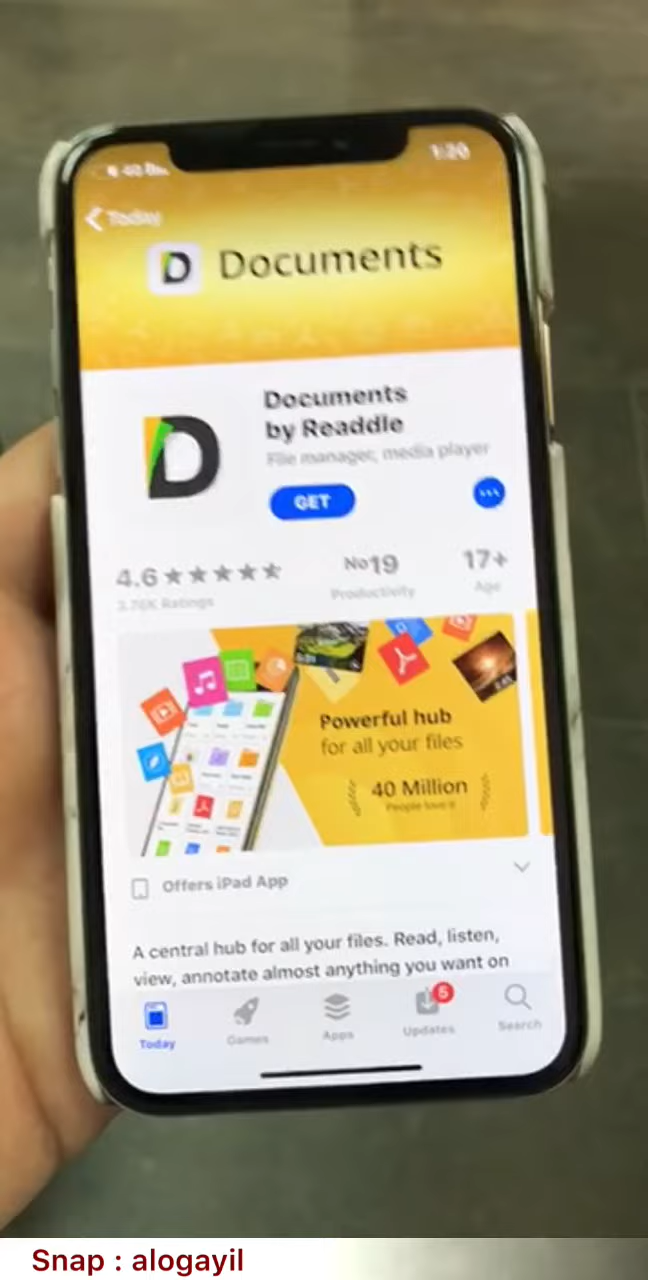 1:20
Today
D Documents
Documents
by Readdle
File manager, media player
GET
4.6 No19 17+
3.76K Ratings Productivity Age
Powerful hub
for all your files
40 Million
People love it
Offers iPad App
A central hub for all your files. Read, listen,
view, annotate almost anything you want on
5
Today Games Apps Updates Search
Snap : alogayil